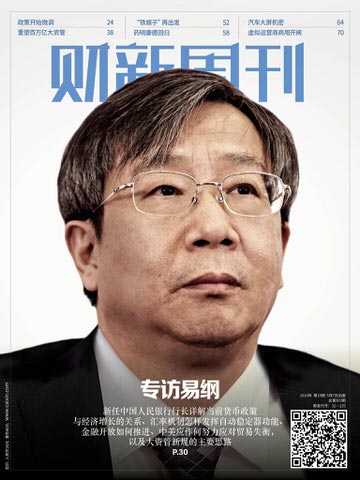 政策开始微调 24
重塑百万亿大资管 38
“铁娘子”再出发 52
药明康德回归 58
汽车大屏机密 64
虚拟运营商商用开闸 70
财新周刊
专访易纲
新任中国人民银行行长详解当前货币政策
与经济增长的关系、汇率机制怎样发挥自动稳定器功能、
金融开放如何推进、中美应作何努力应对贸易失衡,
以及大资管新规的主要思路
P.30
www.caixin.com